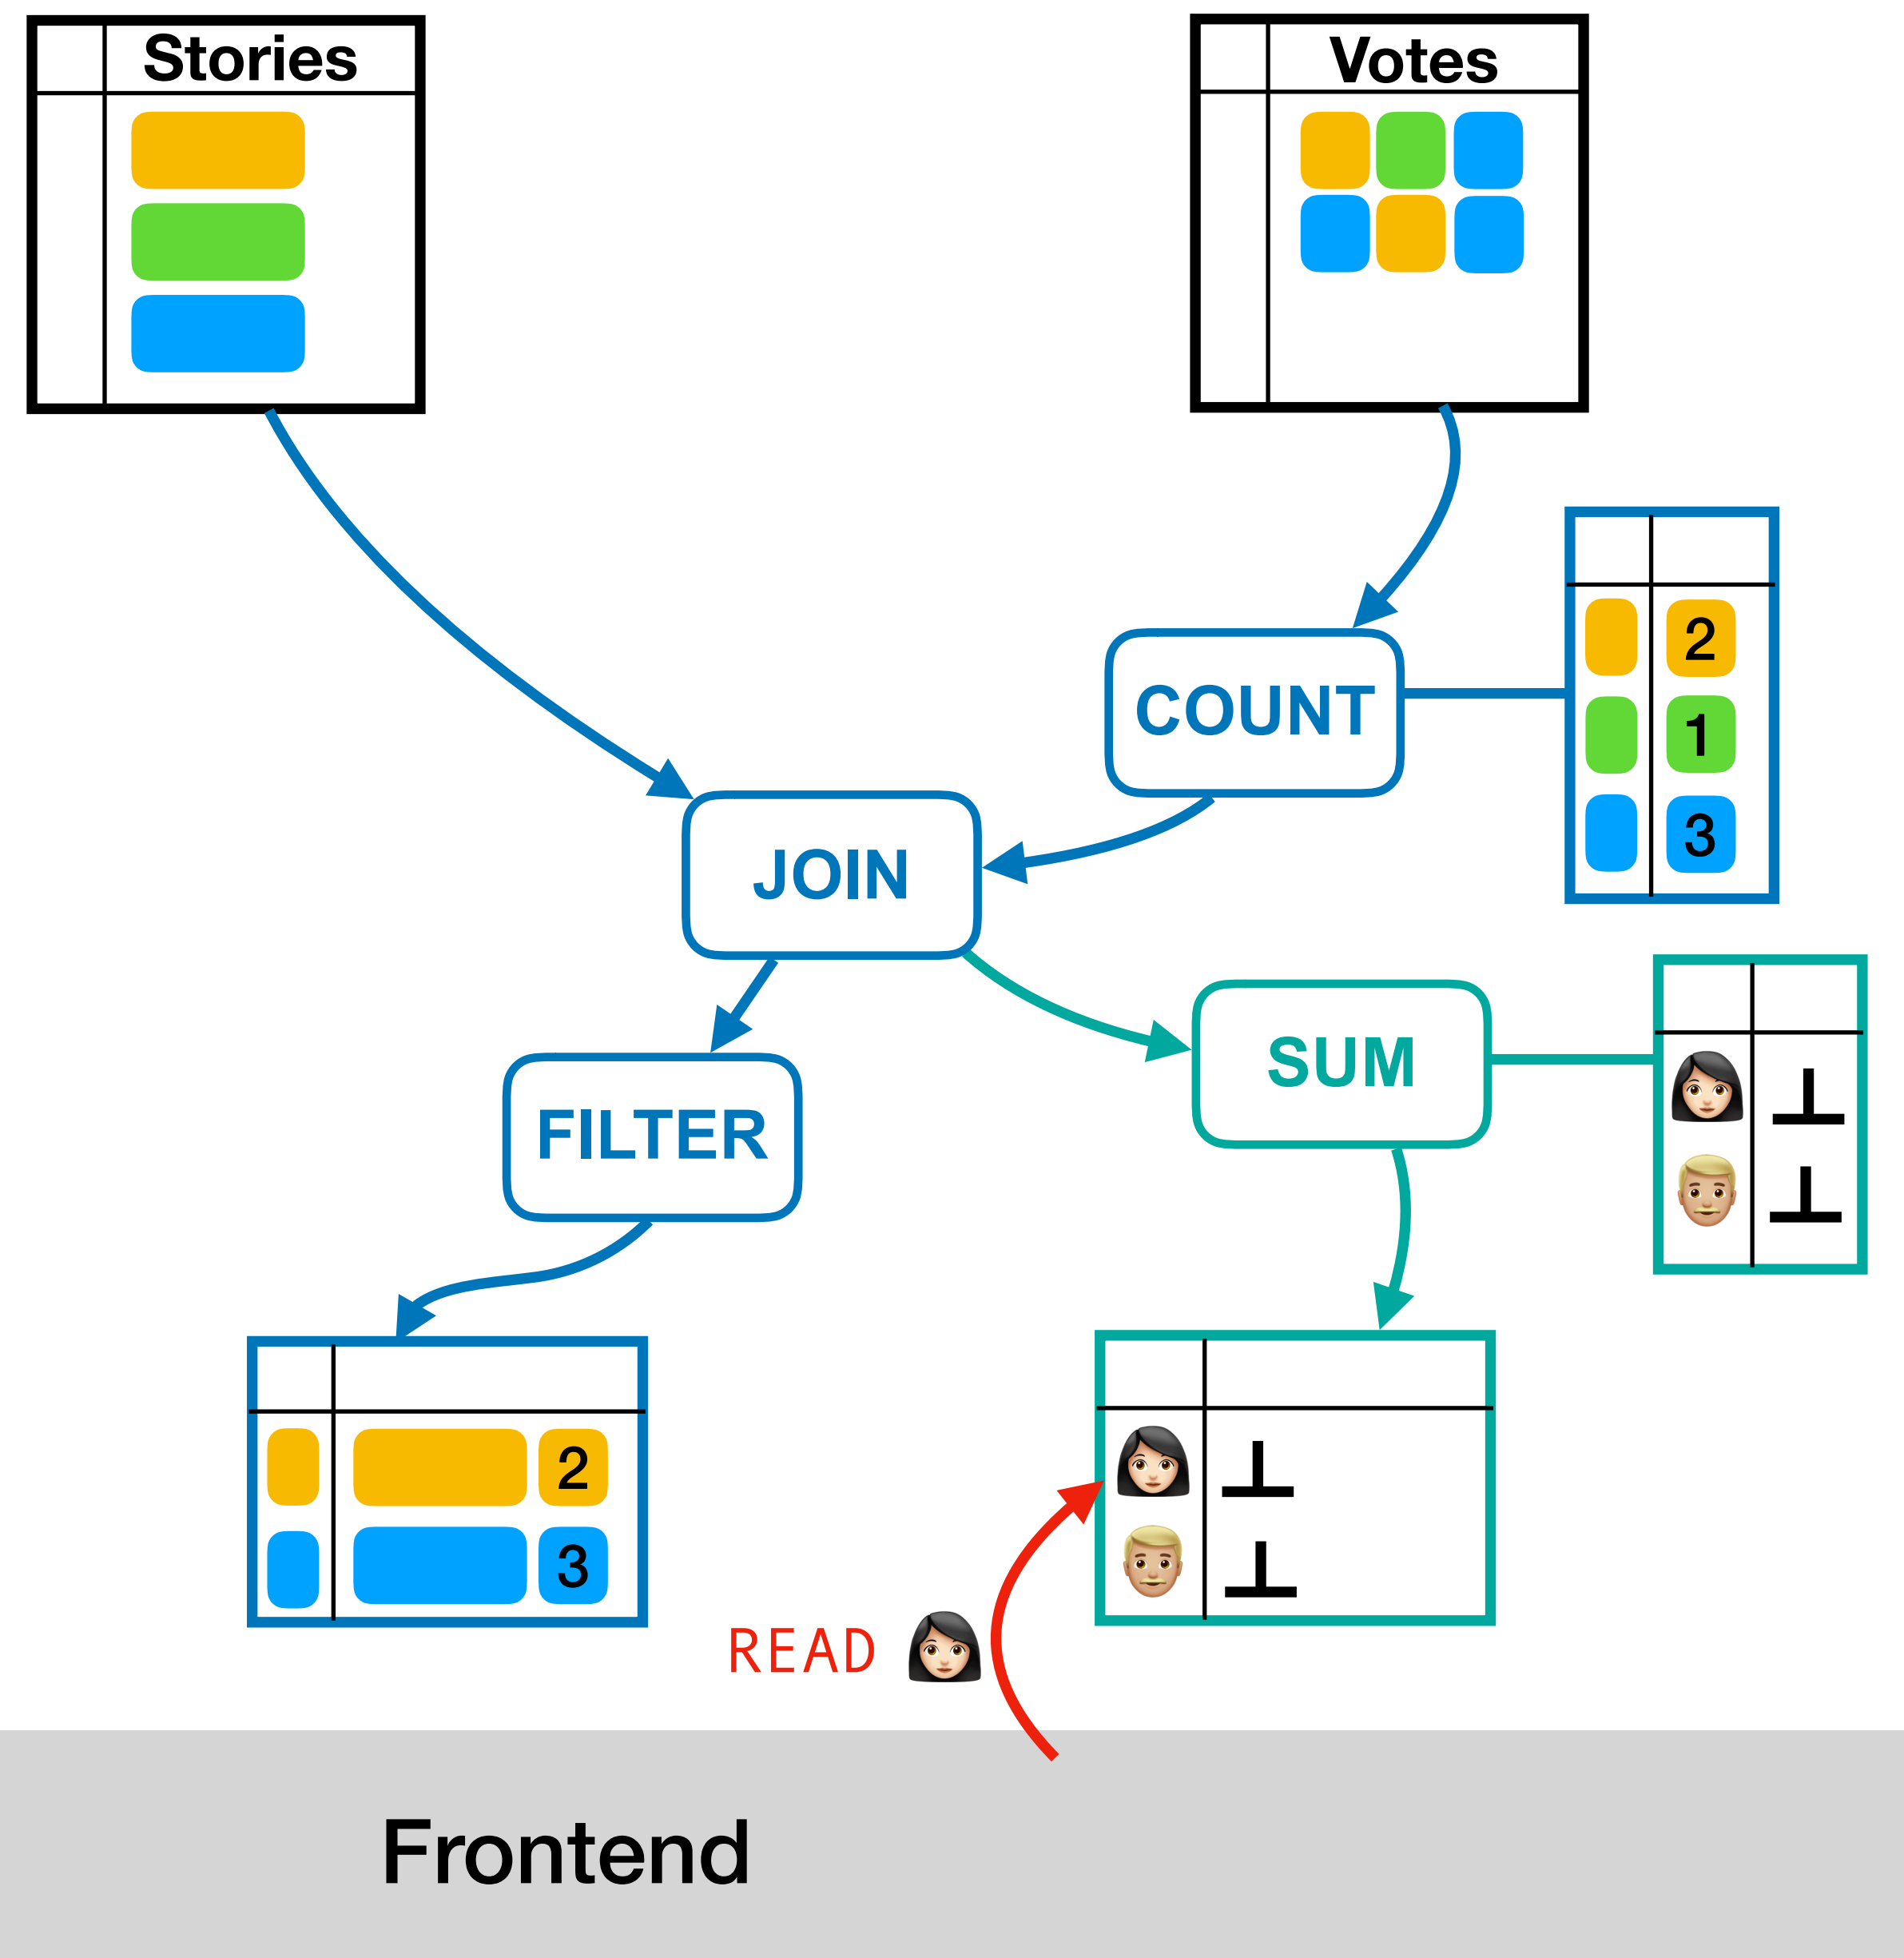 Stories
Votes
2
1
3
COUNT
JOIN
SUM
⊥
⊥
FILTER
2
3
⊥
⊥
READ
Frontend